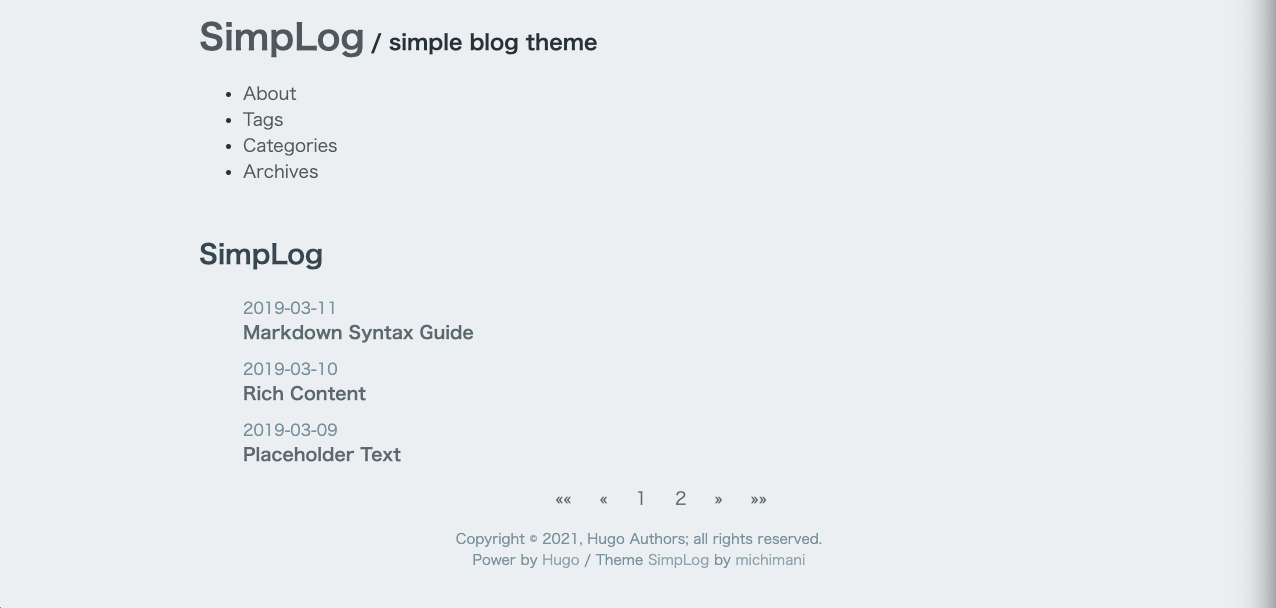 SimpLog / simple blog theme
• About
• Tags
• Categories
• Archives
SimpLog
2019-03-11
Markdown Syntax Guide
2019-03-10
Rich Content
2019-03-09
Placeholder Text
«« « 1 2 » »»
Copyright © 2021, Hugo Authors; all rights reserved.
Power by Hugo / Theme SimpLog by michimani